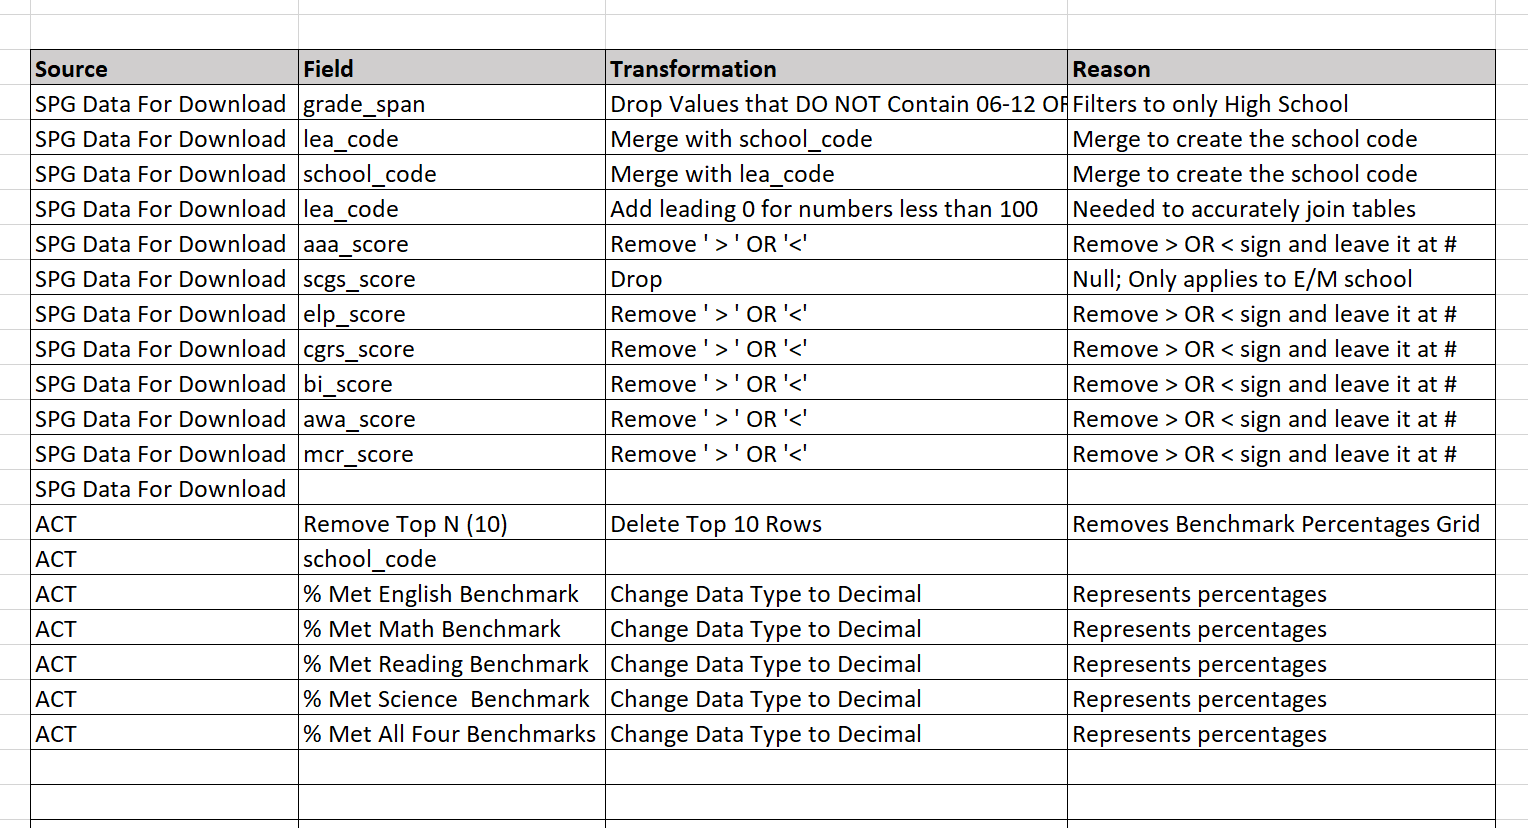 Source Field Transformation Reason
SPG Data For Download grade_span Drop Values that DO NOT Contain 06-12 OF Filters to only High School
SPG Data For Download lea_code Merge with school_code Merge to create the school code
SPG Data For Download school_code Merge with lea_code Merge to create the school code
SPG Data For Download lea_code Add leading 0 for numbers less than 100 Needed to accurately join tables
SPG Data For Download aaa_score Remove ' > ' OR '<' Remove > OR < sign and leave it at #
SPG Data For Download scgs_score Drop Null; Only applies to E/M school
SPG Data For Download elp_score Remove ' > ' OR '<' Remove > OR < sign and leave it at #
SPG Data For Download cgrs_score Remove ' > ' OR '<' Remove > OR < sign and leave it at #
SPG Data For Download bi_score Remove ' > ' OR '<' Remove > OR < sign and leave it at #
SPG Data For Download awa_score Remove ' > ' OR '<' Remove > OR < sign and leave it at #
SPG Data For Download mcr_score Remove ' > ' OR '<' Remove > OR < sign and leave it at #
SPG Data For Download
ACT Remove Top N (10) Delete Top 10 Rows Removes Benchmark Percentages Grid
ACT school_code
ACT % Met English Benchmark Change Data Type to Decimal Represents percentages
ACT % Met Math Benchmark Change Data Type to Decimal Represents percentages
ACT % Met Reading Benchmark Change Data Type to Decimal Represents percentages
ACT % Met Science  Benchmark Change Data Type to Decimal Represents percentages
ACT % Met All Four Benchmarks Change Data Type to Decimal Represents percentages